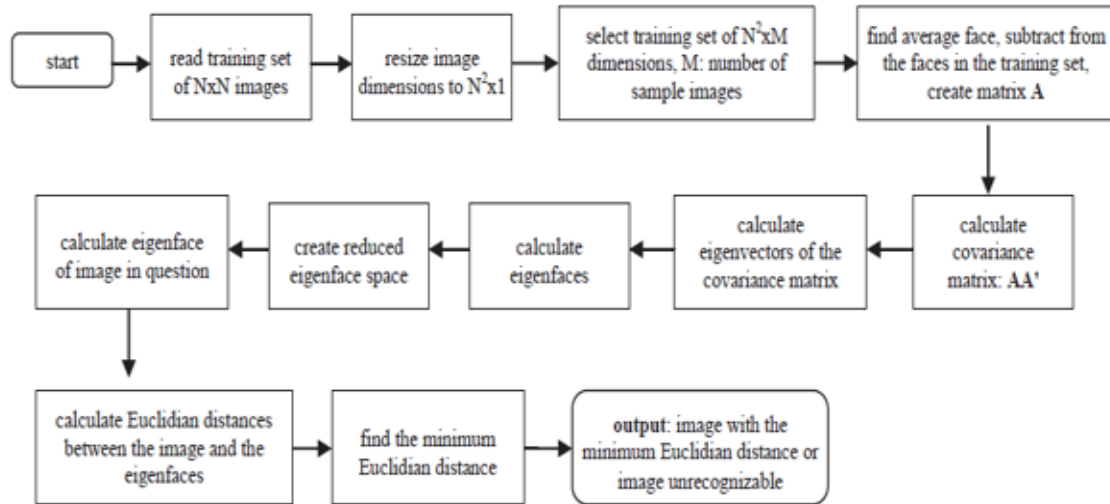 start
read training set
of NxN images
resize image
dimensions to N²x1
select training set of N²xM
dimensions, M: number of
sample images
find average face, subtract from
the faces in the training set,
create matrix A
calculate
covariance
matrix: AA'
calculate
eigenvectors of the
covariance matrix
calculate
eigenfaces
create reduced
eigenface space
calculate eigenface
of image in question
calculate Euclidian distances
between the image and the
eigenfaces
find the minimum
Euclidian distance
output: image with the
minimum Euclidian distance or
image unrecognizable